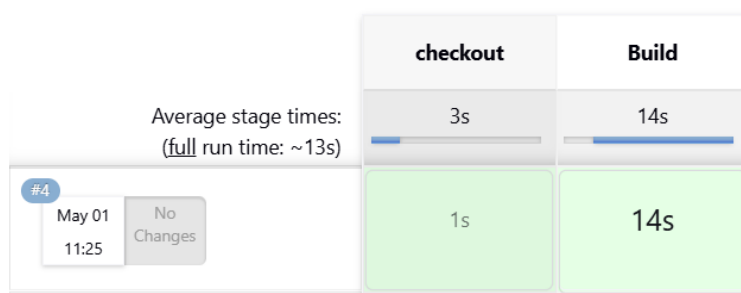 checkout Build
Average stage times: 3s 14s
(full run time: ~13s)
#4
May 01 No
Changes
11:25
1s 14s